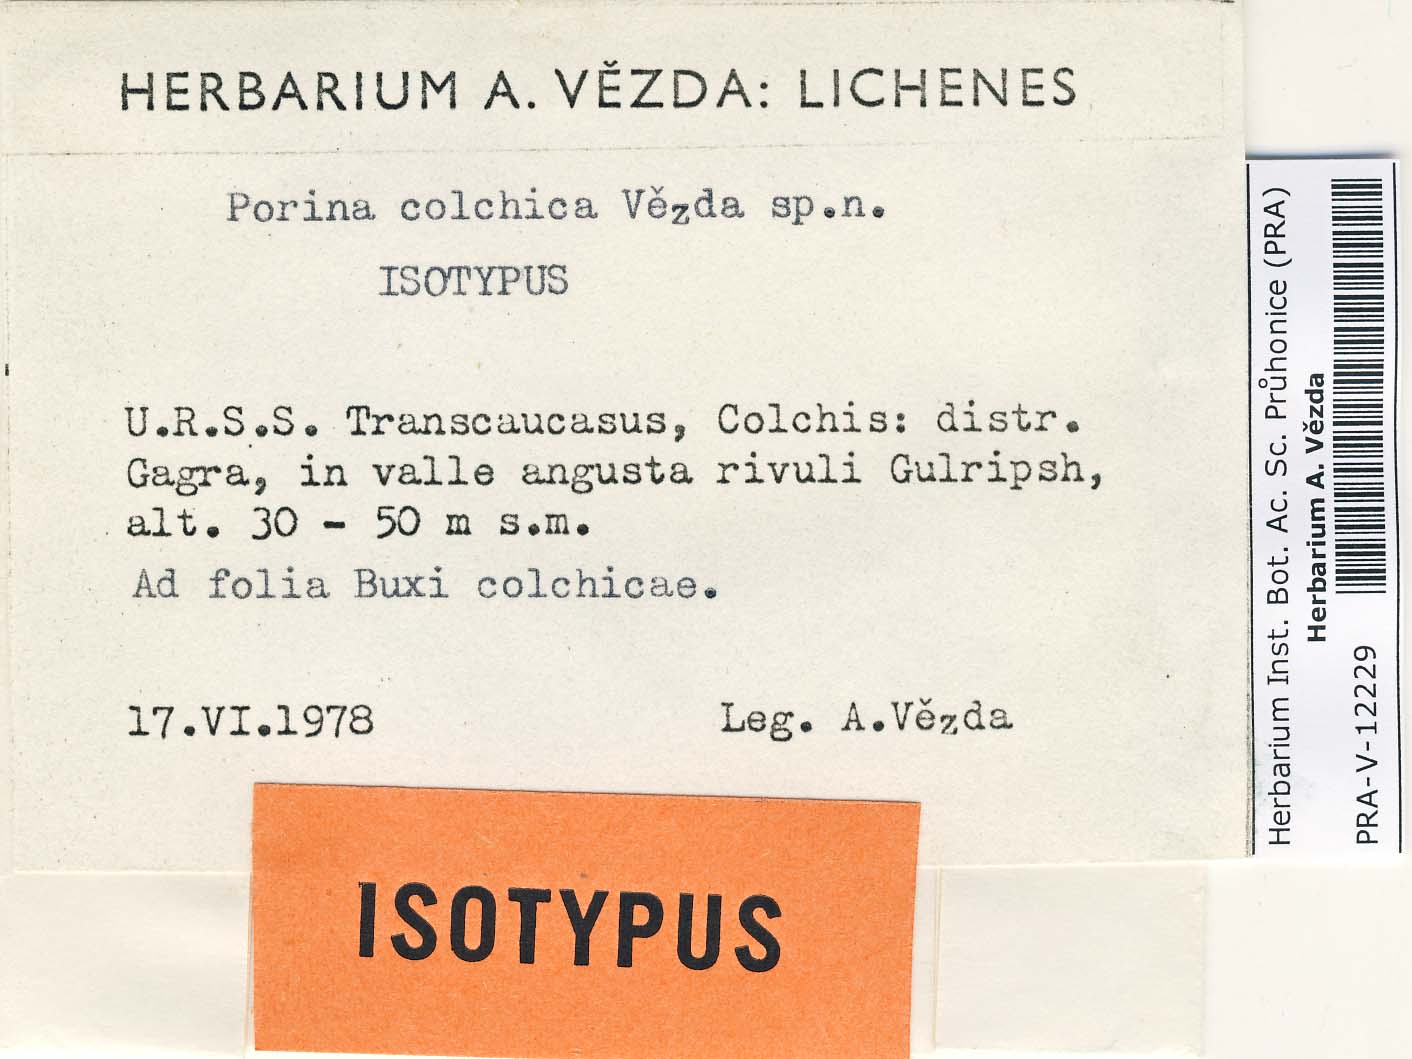 HERBARIUM A. VĚZDA: LICHENES
Porina colchica Vězda sp.n.
ISOTYPUS
U.R.S.S. Transcaucasus, Colchis: distr.
Gagra, in valle angusta rivuli Gulripsh,
alt. 30 - 50 m s.m.
Ad folia Buxi colchicae.
17.VI.1978 Leg. A.Vězda
ISOTYPUS
Herbarium Inst. Bot. Ac. Sc. Průhonice (PRA)
Herbarium A. Vězda
PRA-V-12229